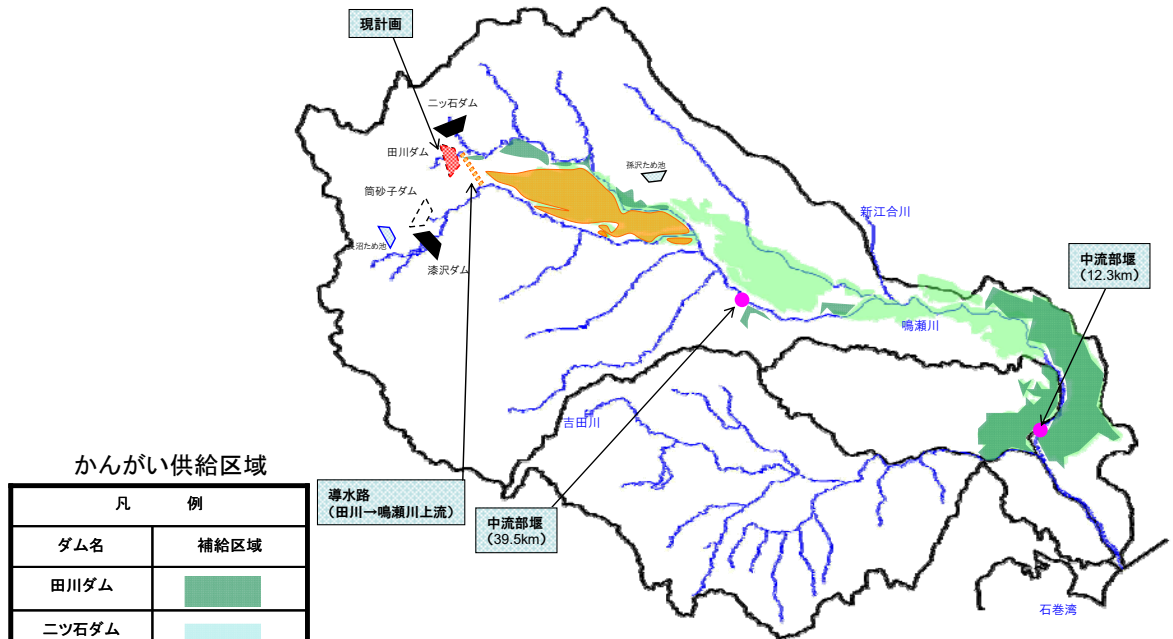 現計画
二ッ石ダム
田川ダム
筒砂子ダム
長沼ため池
漆沢ダム
孫沢ため池
新江合川
中流部堰
(12.3km)
鳴瀬川
吉田川
導水路
(田川→鳴瀬川上流)
中流部堰
(39.5km)
石巻湾
かんがい供給区域
凡 例
ダム名 補給区域
田川ダム
二ツ石ダム